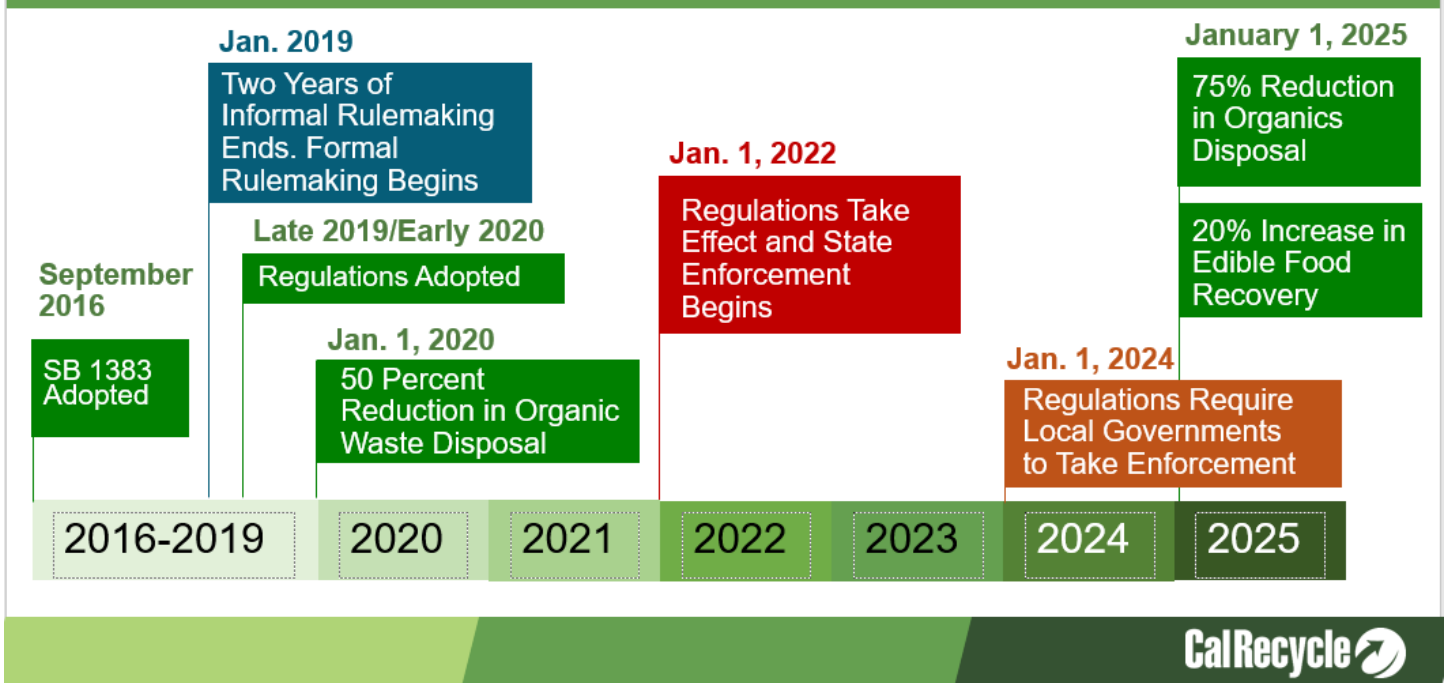 September
2016
SB 1383
Adopted
Jan. 2019
Two Years of
Informal Rulemaking
Ends. Formal
Rulemaking Begins
Late 2019/Early 2020
Regulations Adopted
Jan. 1, 2020
50 Percent
Reduction in Organic
Waste Disposal
Jan. 1, 2022
Regulations Take
Effect and State
Enforcement
Begins
Jan. 1, 2024
Regulations Require
Local Governments
to Take Enforcement
January 1, 2025
75% Reduction
in Organics
Disposal
20% Increase in
Edible Food
Recovery
2016-2019 2020 2021 2022 2023 2024 2025
CalRecycle